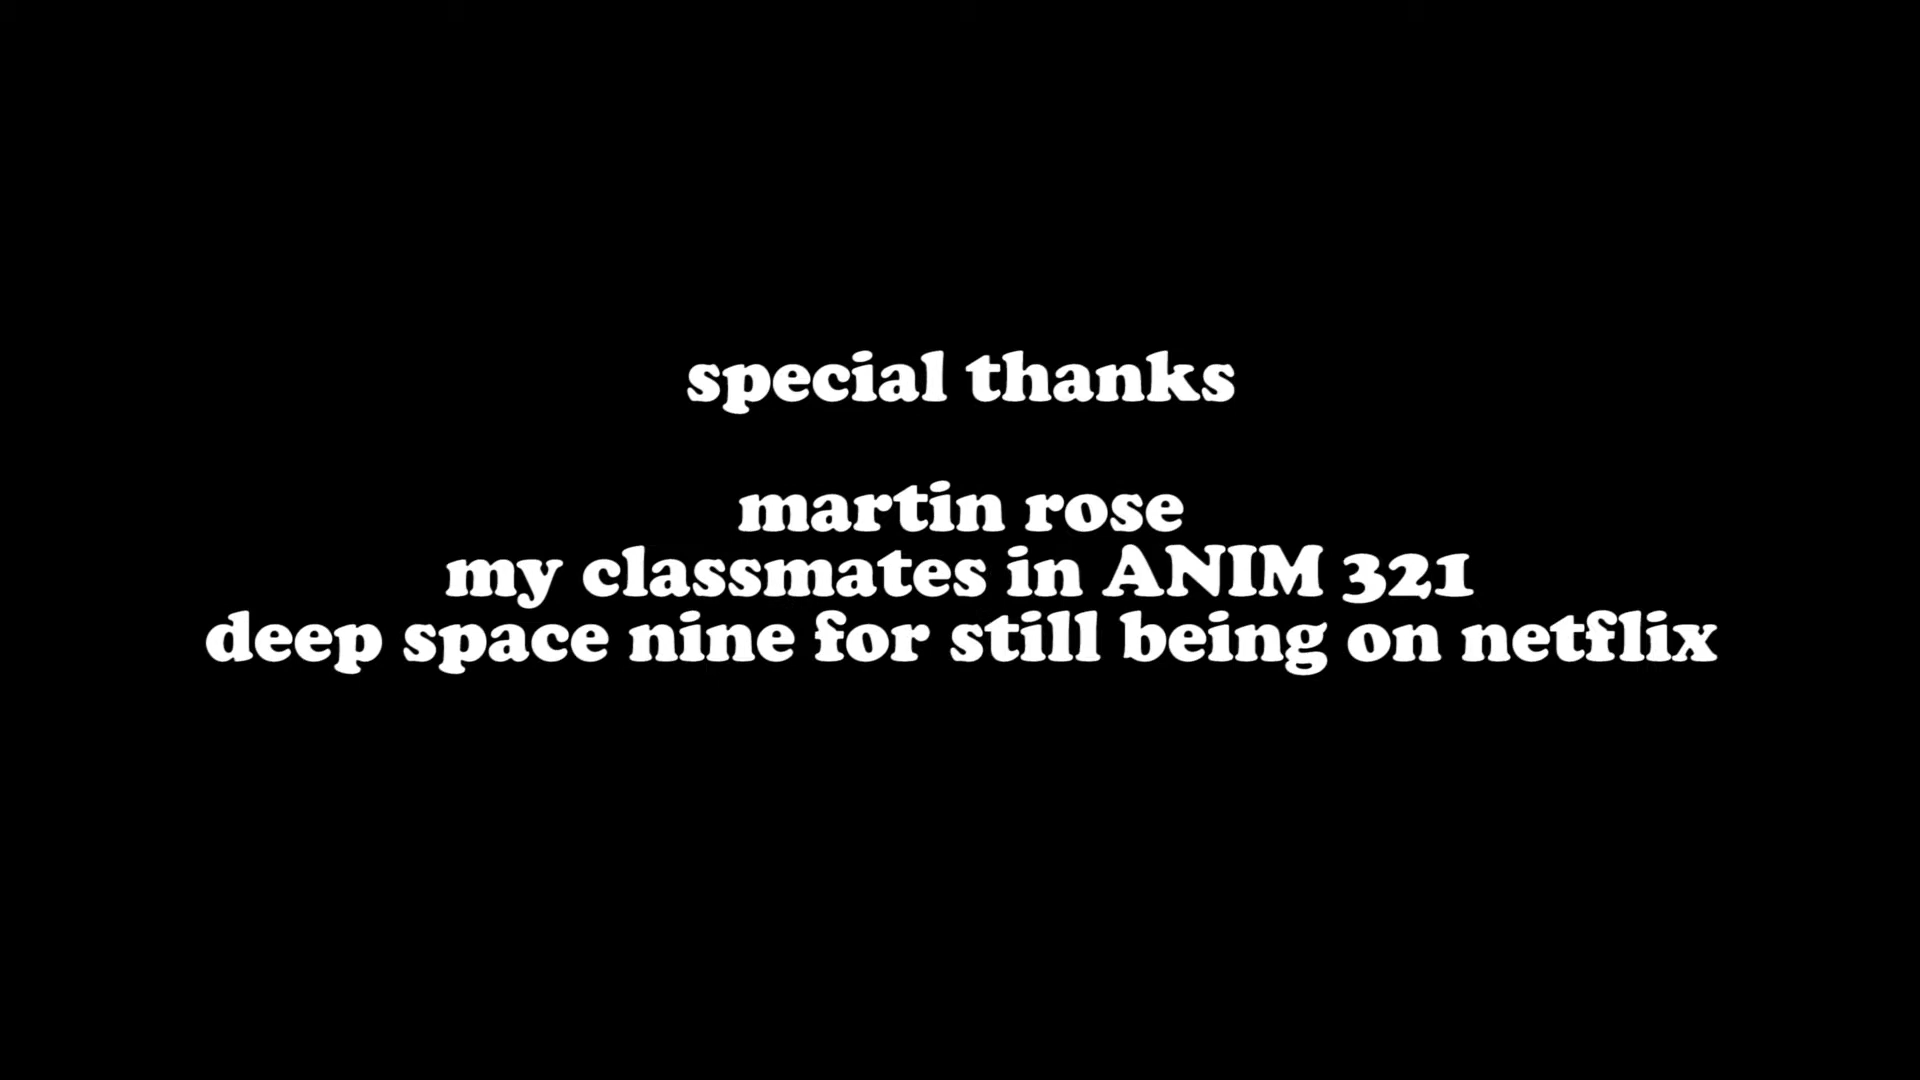 special thanks
martin rose
my classmates in ANIM 321
deep space nine for still being on netflix